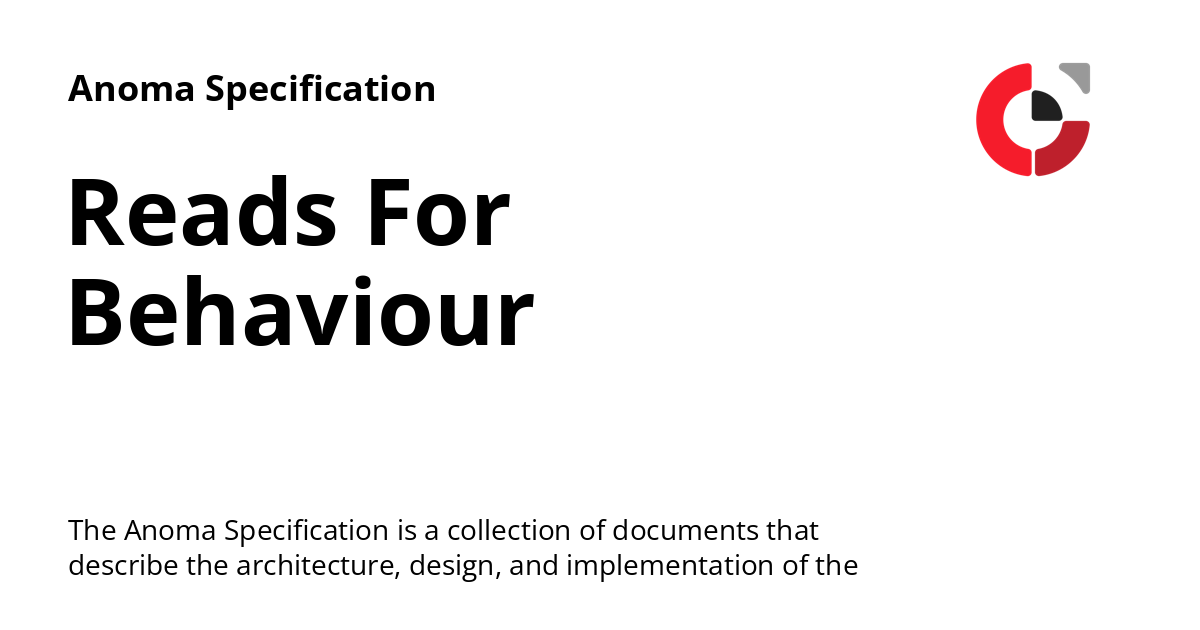 Anoma Specification
Reads For
Behaviour
The Anoma Specification is a collection of documents that
describe the architecture, design, and implementation of the